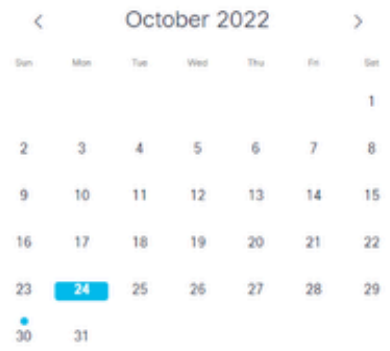 < October 2022 >
Sun Mon Tue Wed Thu Fri Sat
1
2 3 4 5 6 7 8
9 10 11 12 13 14 15
16 17 18 19 20 21 22
23 24 25 26 27 28 29
30 31